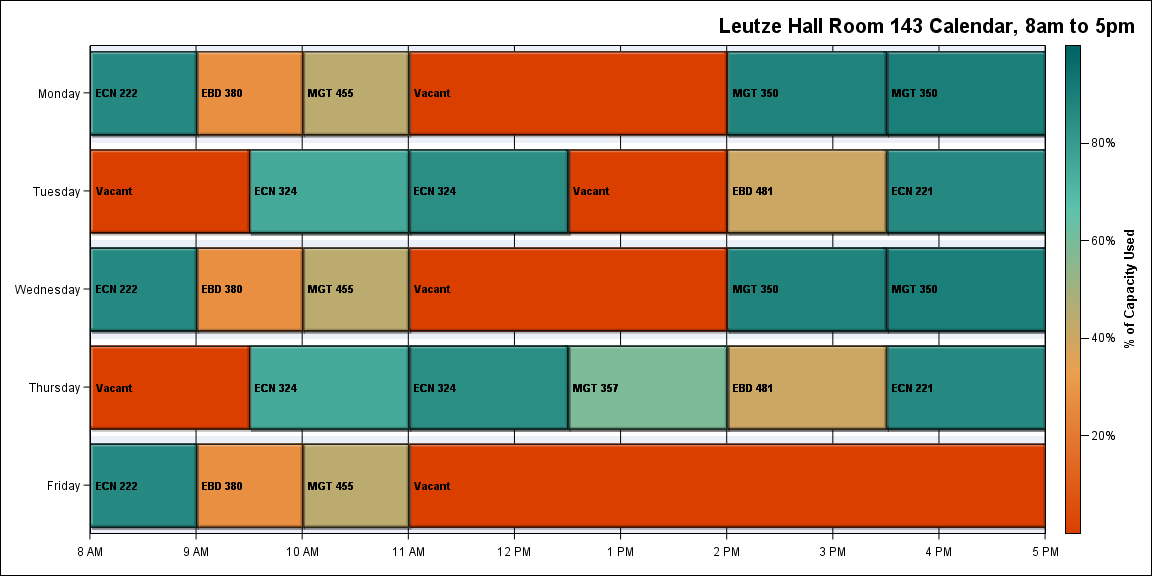 Leutze Hall Room 143 Calendar, 8am to 5pm
Monday
ECN 222
EBD 380
MGT 455
Vacant
MGT 350
MGT 350
Tuesday
Vacant
ECN 324
ECN 324
Vacant
EBD 481
ECN 221
Wednesday
ECN 222
EBD 380
MGT 455
Vacant
MGT 350
MGT 350
Thursday
Vacant
ECN 324
ECN 324
MGT 357
EBD 481
ECN 221
Friday
ECN 222
EBD 380
MGT 455
Vacant
8 AM
9 AM
10 AM
11 AM
12 PM
1 PM
2 PM
3 PM
4 PM
5 PM
80%
60%
40%
20%
% of Capacity Used